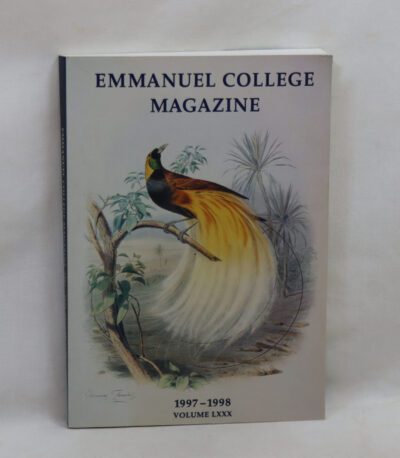 EMMANUEL COLLEGE
MAGAZINE
1997–1998
VOLUME LXXX